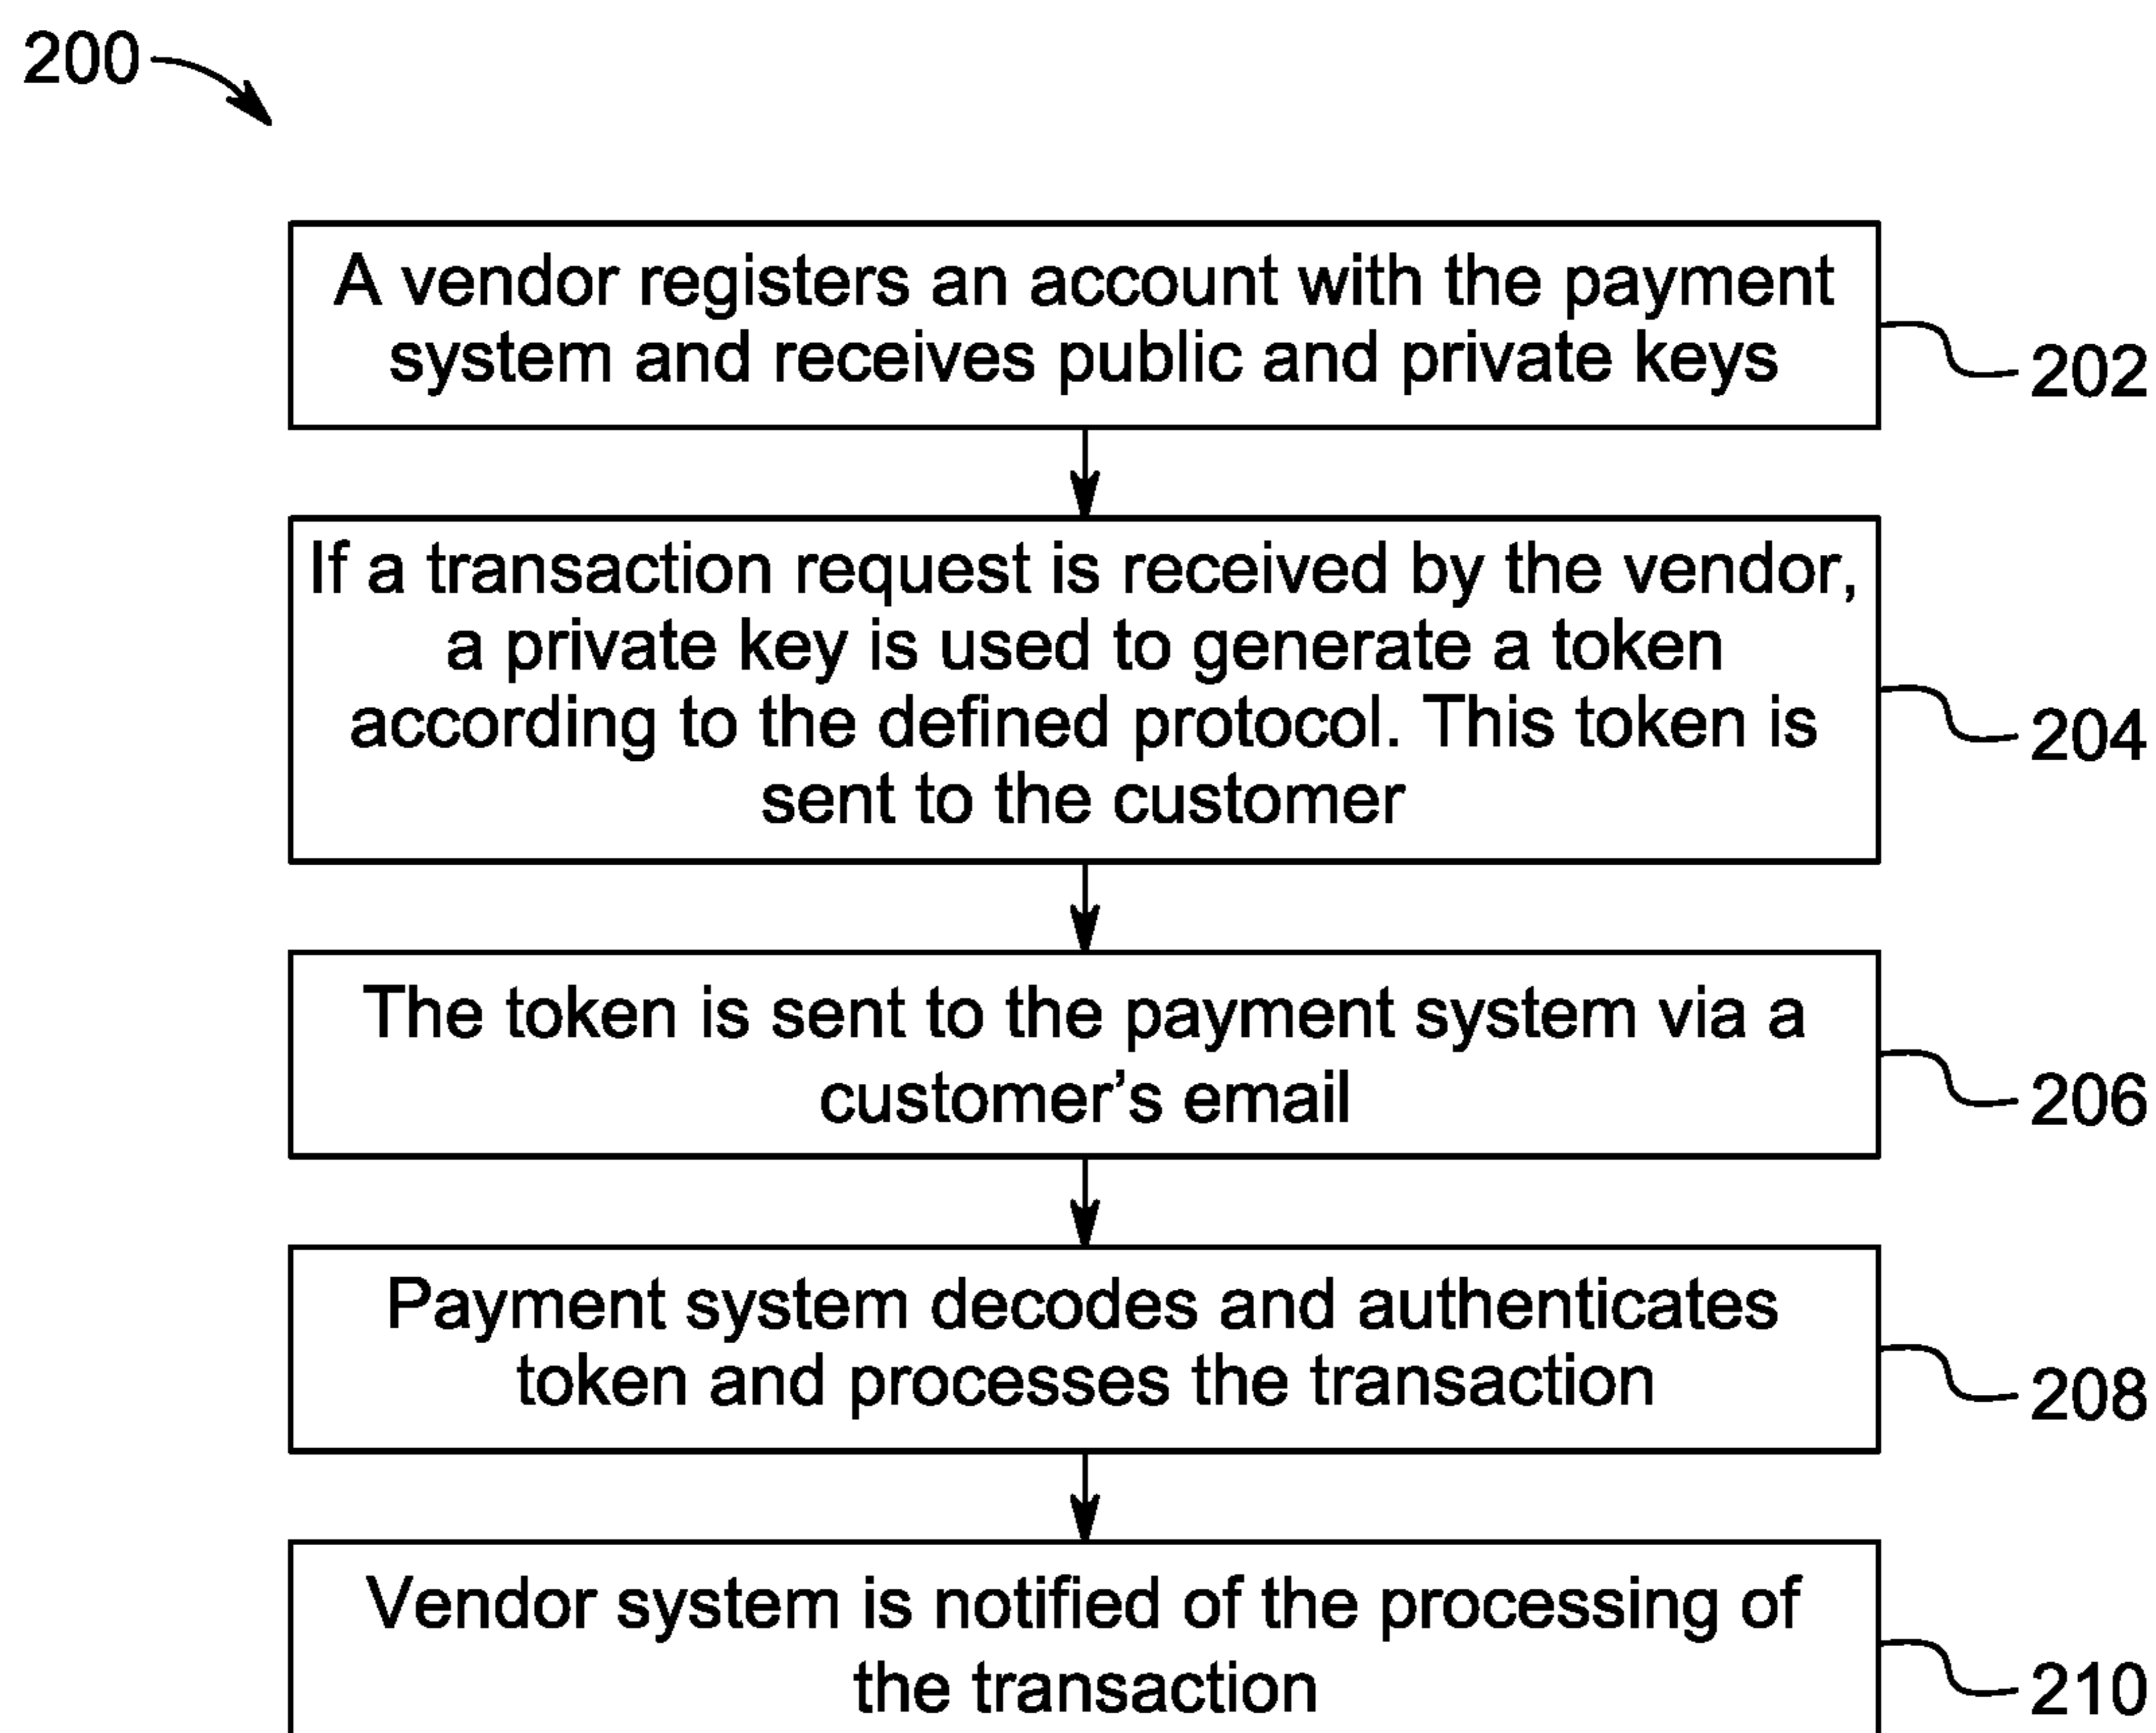 200
A vendor registers an account with the payment
system and receives public and private keys
202
If a transaction request is received by the vendor,
a private key is used to generate a token
according to the defined protocol. This token is
sent to the customer
204
The token is sent to the payment system via a
customer’s email
206
Payment system decodes and authenticates
token and processes the transaction
208
Vendor system is notified of the processing of
the transaction
210